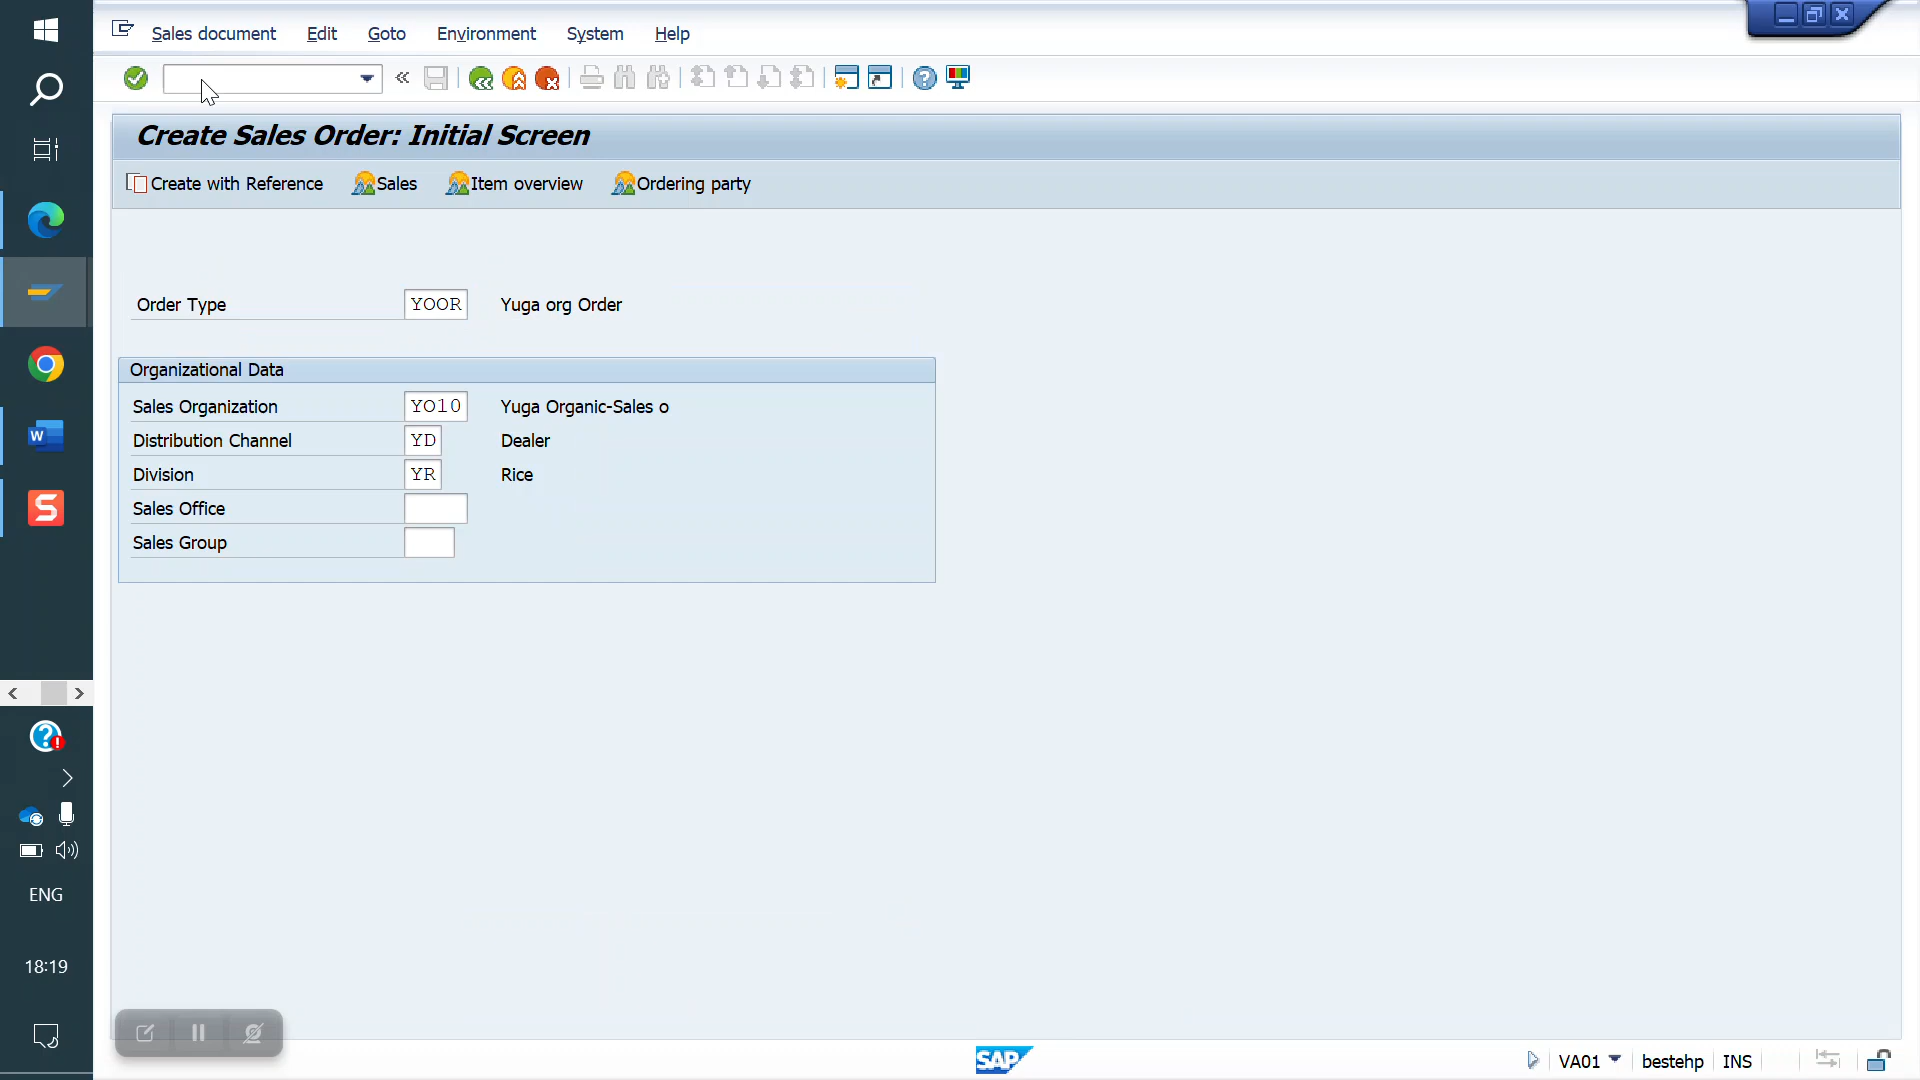 Sales document Edit Goto Environment System Help
Create Sales Order: Initial Screen
Create with Reference Sales Item overview Ordering party
Order Type YOOR Yuga org Order
Organizational Data
Sales Organization YO10 Yuga Organic-Sales o
Distribution Channel YD Dealer
Division YR Rice
Sales Office
Sales Group
ENG
18:19
SAP VA01 bestehp INS